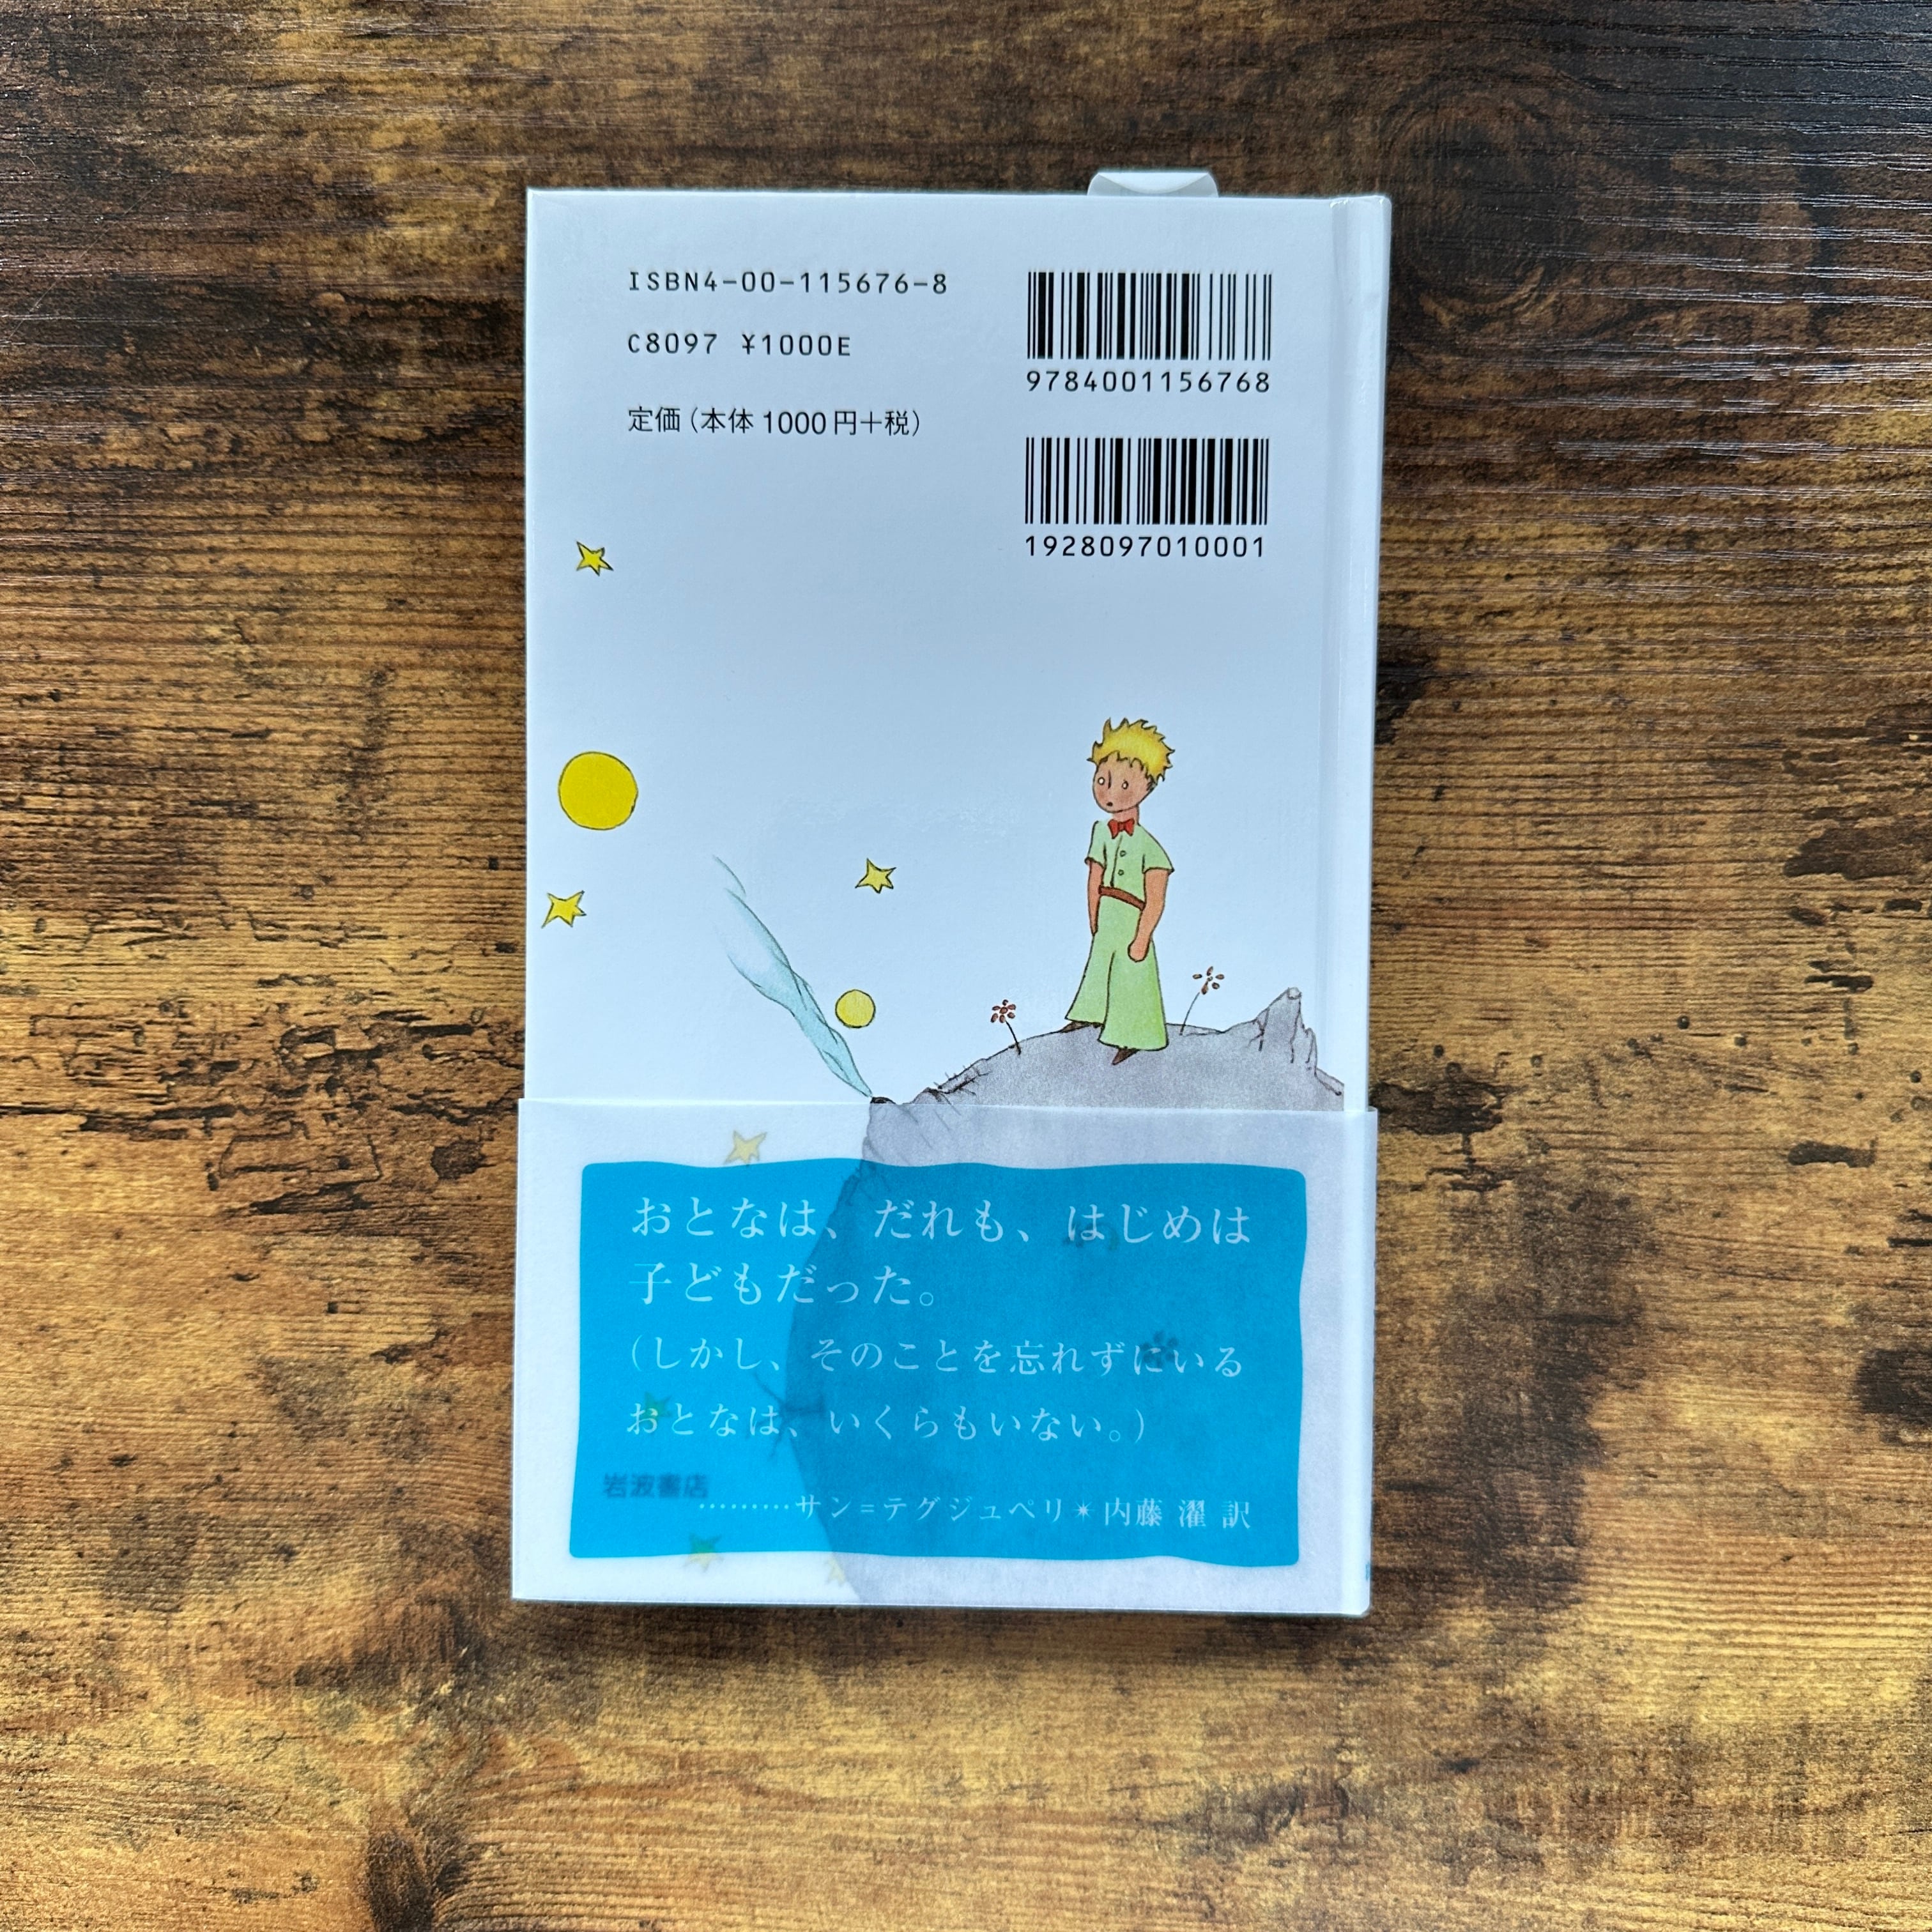 ISBN4-00-115676-8
C8097 ¥1000E
定価（本体1000円＋税）
9784001156768
1928097010001
おとなは、だれも、はじめは
子どもだった。
（しかし、そのことを忘れずにいる
おとなは、いくらもいない。）
岩波書店
………サン＝テグジュペリ✴内藤 濯 訳